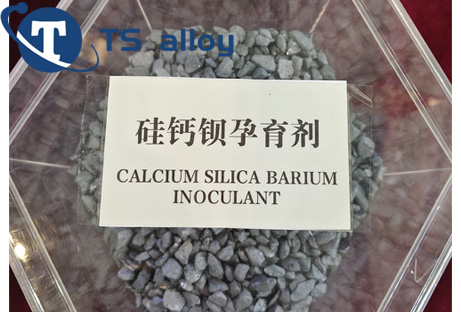 TS alloy
硅钙钡孕育剂
CALCIUM SILICA BARIUM
INOCULANT